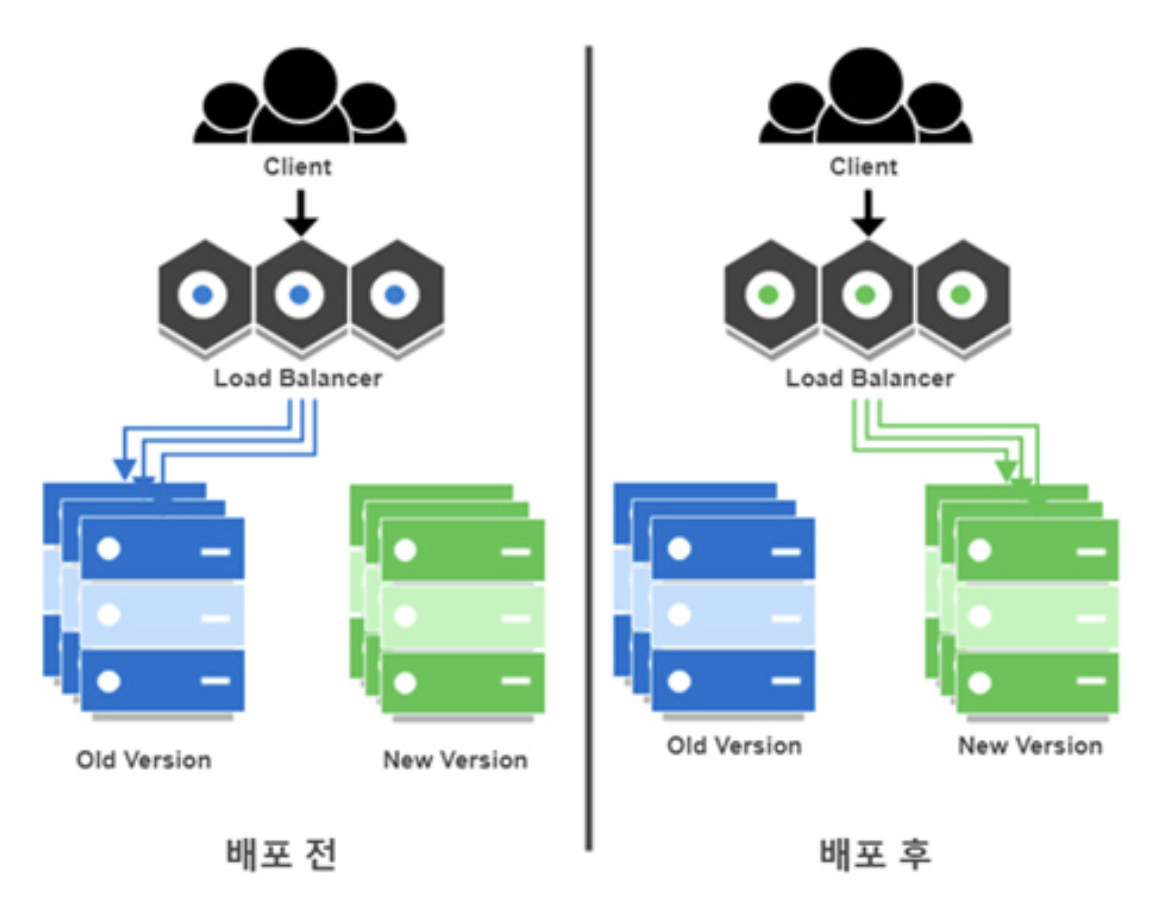 Client
Load Balancer
Old Version
New Version
배포 전
Client
Load Balancer
Old Version
New Version
배포 후